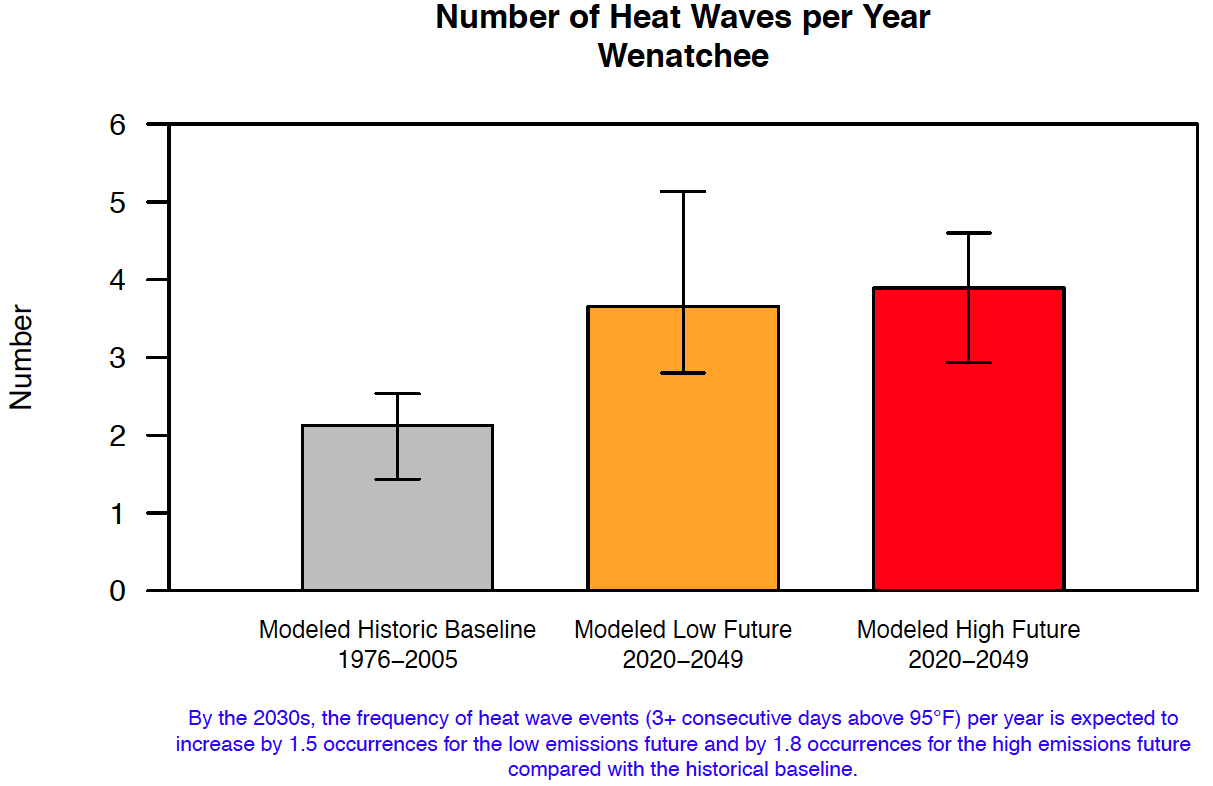 Number of Heat Waves per Year
Wenatchee
6
5
4
3
2
1
0
Number
Modeled Historic Baseline
1976–2005
Modeled Low Future
2020–2049
Modeled High Future
2020–2049
By the 2030s, the frequency of heat wave events (3+ consecutive days above 95°F) per year is expected to
increase by 1.5 occurrences for the low emissions future and by 1.8 occurrences for the high emissions future
compared with the historical baseline.